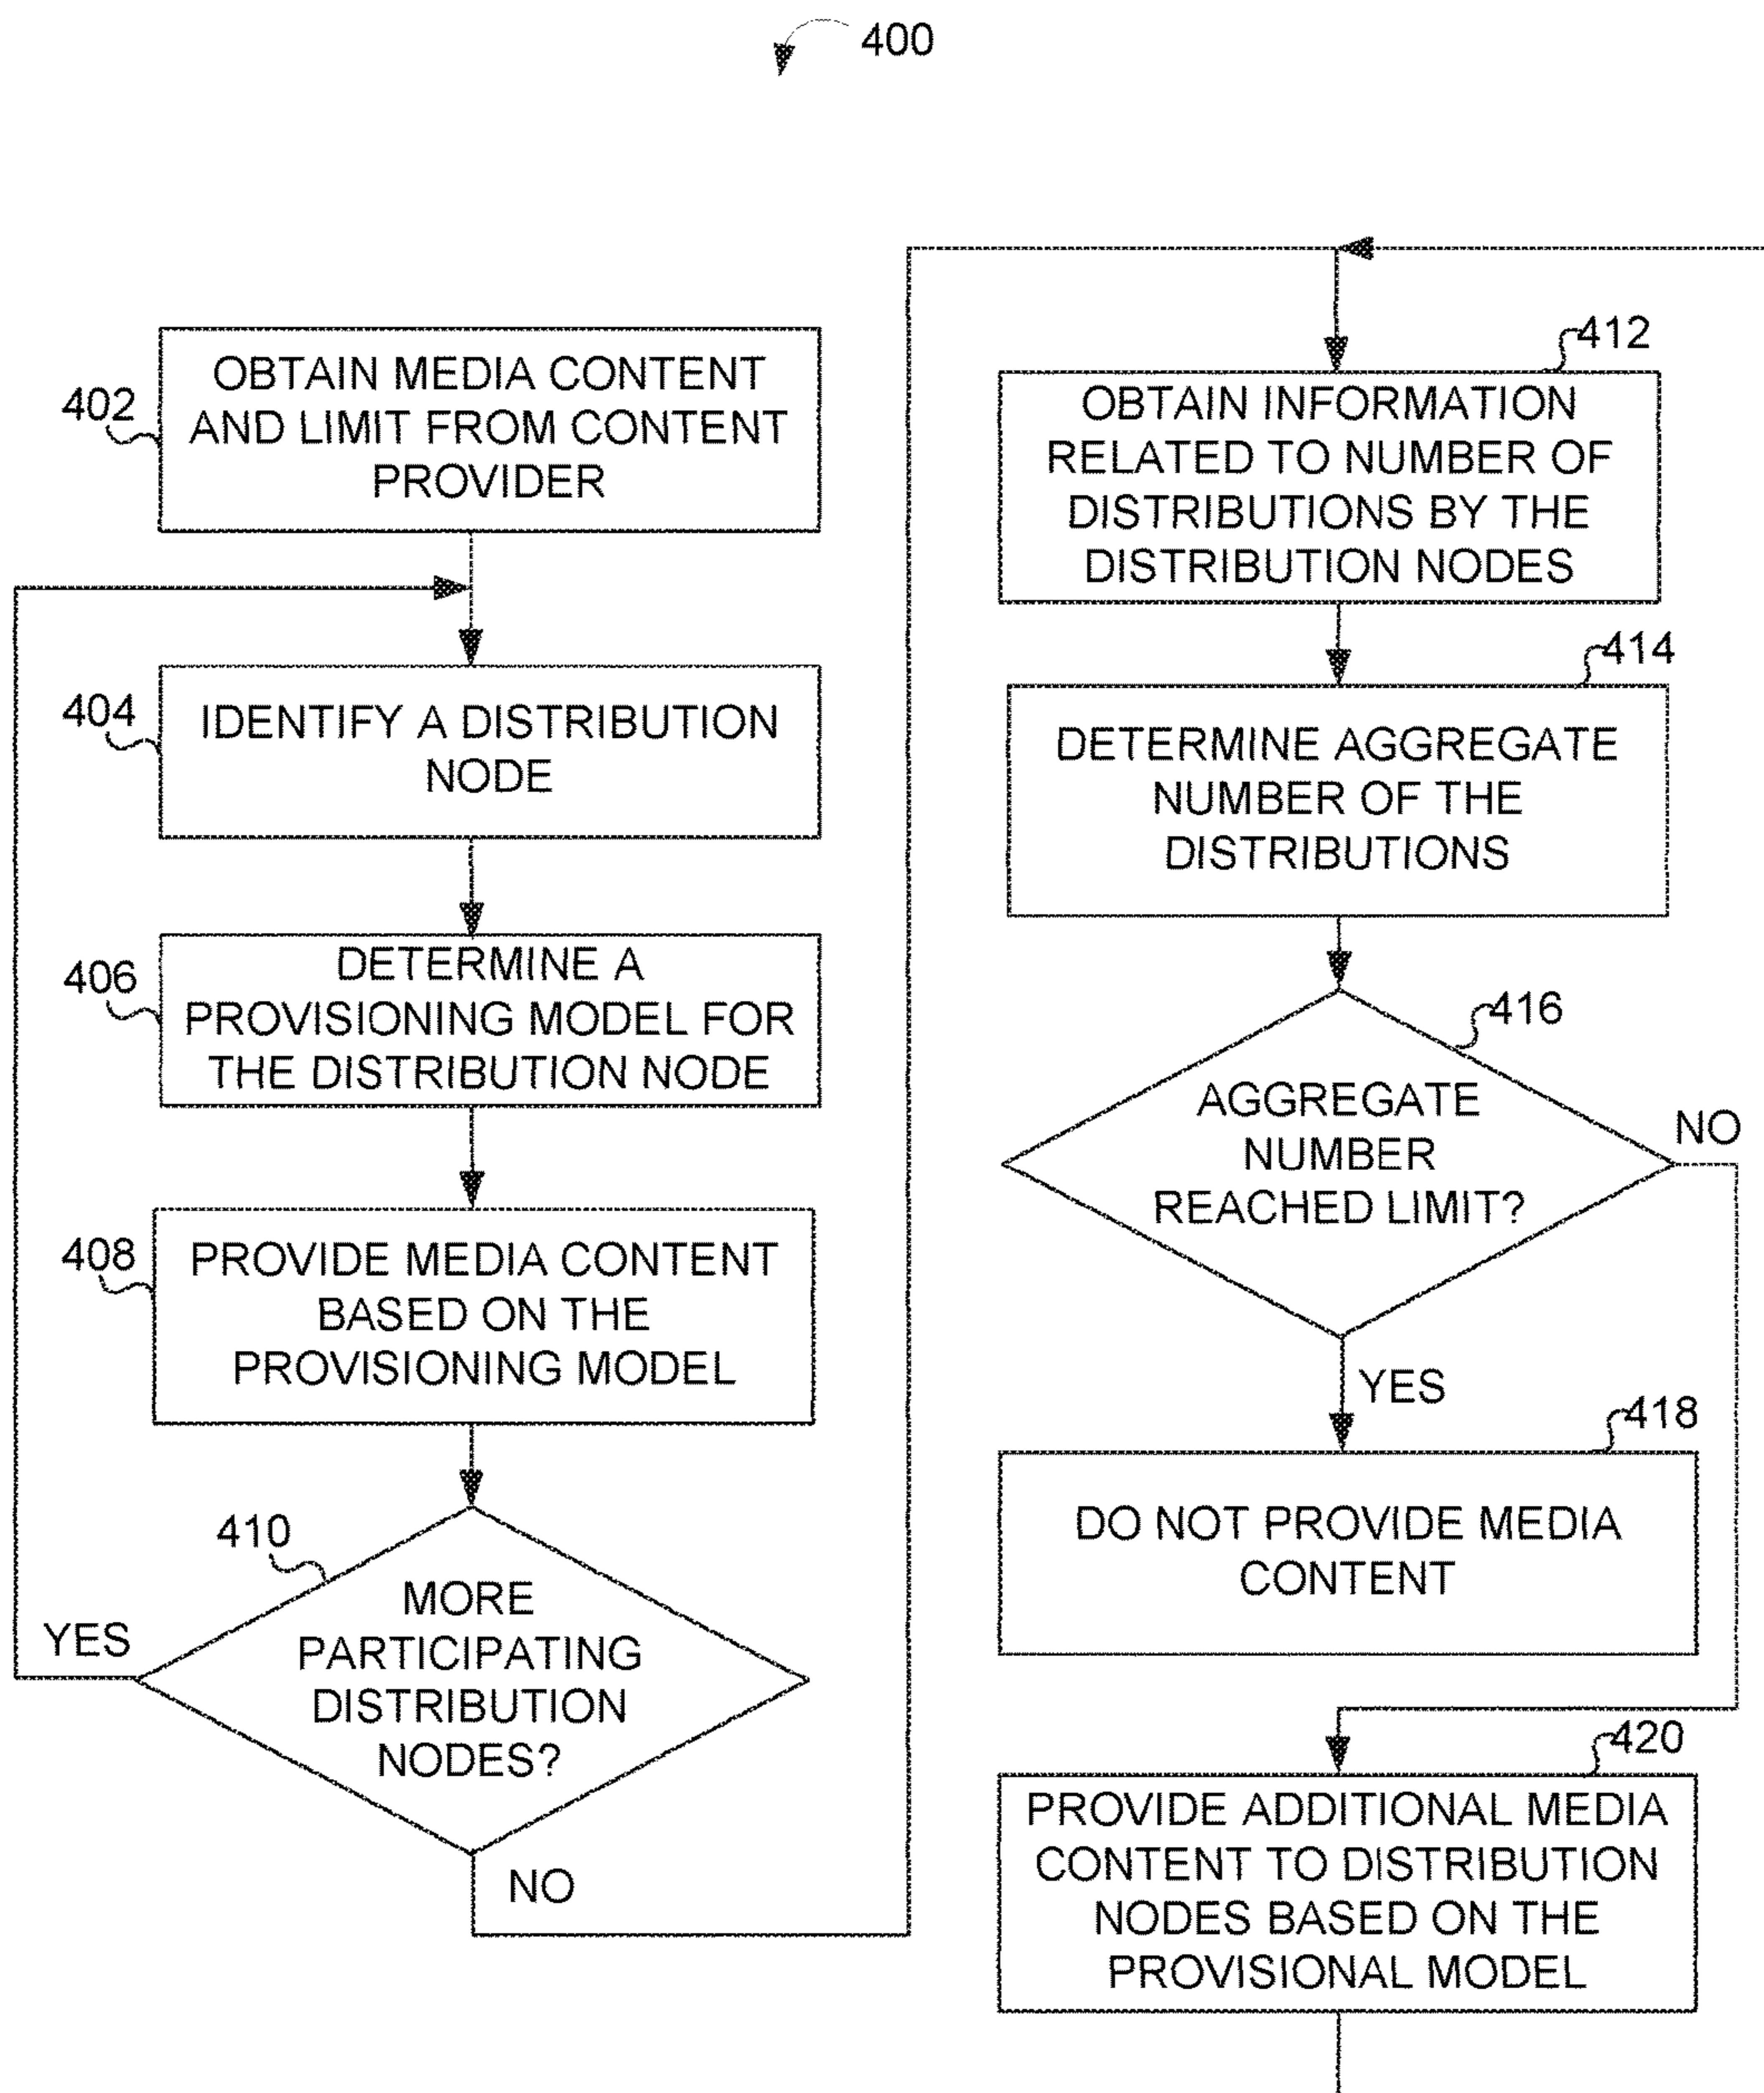 400
402
OBTAIN MEDIA CONTENT
AND LIMIT FROM CONTENT
PROVIDER
404
IDENTIFY A DISTRIBUTION
NODE
406
DETERMINE A
PROVISIONING MODEL FOR
THE DISTRIBUTION NODE
408
PROVIDE MEDIA CONTENT
BASED ON THE
PROVISIONING MODEL
410
MORE
PARTICIPATING
DISTRIBUTION
NODES?
YES
NO
412
OBTAIN INFORMATION
RELATED TO NUMBER OF
DISTRIBUTIONS BY THE
DISTRIBUTION NODES
414
DETERMINE AGGREGATE
NUMBER OF THE
DISTRIBUTIONS
416
AGGREGATE
NUMBER
REACHED LIMIT?
NO
YES
418
DO NOT PROVIDE MEDIA
CONTENT
420
PROVIDE ADDITIONAL MEDIA
CONTENT TO DISTRIBUTION
NODES BASED ON THE
PROVISIONAL MODEL